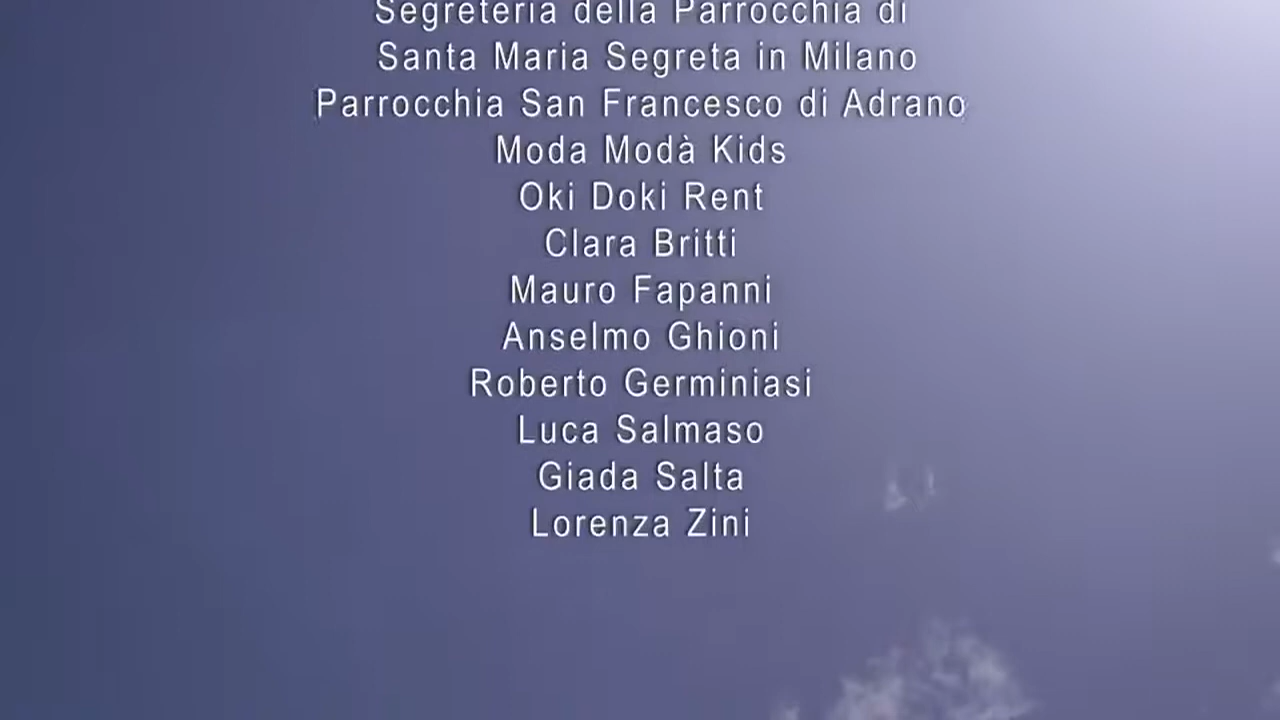 Segreteria della Parrocchia di
Santa Maria Segreta in Milano
Parrocchia San Francesco di Adrano
Moda Modà Kids
Oki Doki Rent
Clara Britti
Mauro Fapanni
Anselmo Ghioni
Roberto Germiniasi
Luca Salmaso
Giada Salta
Lorenza Zini